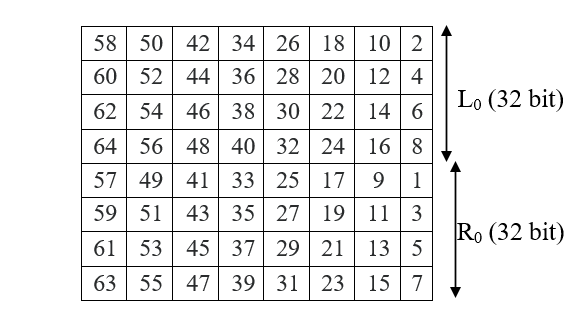 58 50 42 34 26 18 10 2
60 52 44 36 28 20 12 4
62 54 46 38 30 22 14 6
64 56 48 40 32 24 16 8
57 49 41 33 25 17 9 1
59 51 43 35 27 19 11 3
61 53 45 37 29 21 13 5
63 55 47 39 31 23 15 7
L₀ (32 bit)
R₀ (32 bit)